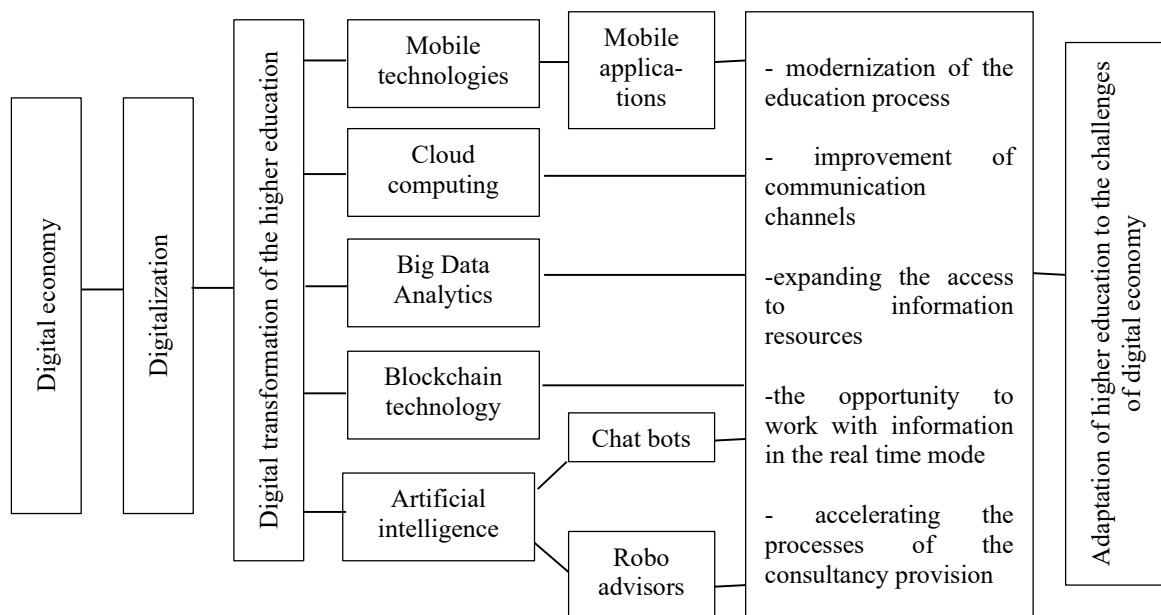 Digital economy
Digitalization
Digital transformation of the higher education
Mobile
technologies
Mobile
applica-
tions
Cloud
computing
Big Data
Analytics
Blockchain
technology
Artificial
intelligence
Chat bots
Robo
advisors
- modernization of the
education process
- improvement of
communication
channels
-expanding the access
to information
resources
-the opportunity to
work with information
in the real time mode
- accelerating the
processes of the
consultancy provision
Adaptation of higher education to the challenges
of digital economy